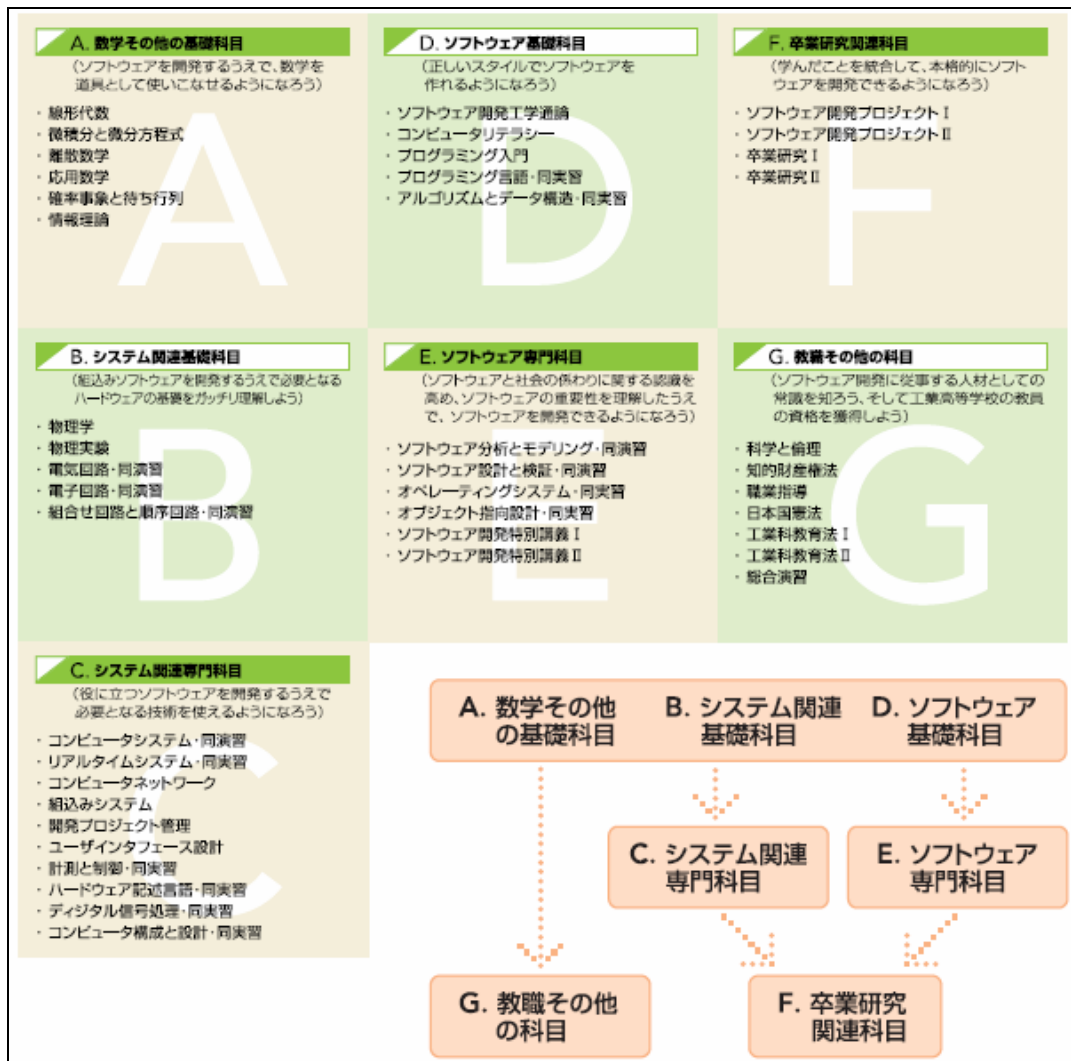 A. 数学その他の基礎科目
(ソフトウェアを開発するうえで、数学を
道具として使いこなせるようになろう)
・線形代数
・微積分と微分方程式
・離散数学
・応用数学
・確率事象と待ち行列
・情報理論
A
D. ソフトウェア基礎科目
(正しいスタイルでソフトウェアを
作れるようになろう)
・ソフトウェア開発工学通論
・コンピュータリテラシー
・プログラミング入門
・プログラミング言語・同実習
・アルゴリズムとデータ構造・同実習
D
F. 卒業研究関連科目
(学んだことを統合して、本格的にソフト
ウェアを開発できるようになろう)
・ソフトウェア開発プロジェクトⅠ
・ソフトウェア開発プロジェクトⅡ
・卒業研究Ⅰ
・卒業研究Ⅱ
F
B. システム関連基礎科目
(組込みソフトウェアを開発するうえで必要となる
ハードウェアの基礎をガッチリ理解しよう)
・物理学
・物理実験
・電気回路・同演習
・電子回路・同演習
・組合せ回路と順序回路・同演習
B
E. ソフトウェア専門科目
(ソフトウェアと社会の係わりに関する認識を
高め、ソフトウェアの重要性を理解したうえ
で、ソフトウェアを開発できるようになろう)
・ソフトウェア分析とモデリング・同演習
・ソフトウェア設計と検証・同演習
・オペレーティングシステム・同実習
・オブジェクト指向設計・同実習
・ソフトウェア開発特別講義Ⅰ
・ソフトウェア開発特別講義Ⅱ
E
G. 教職その他の科目
(ソフトウェア開発に従事する人材としての
常識を知ろう、そして工業高等学校の教員
の資格を獲得しよう)
・科学と倫理
・知的財産権法
・職業指導
・日本国憲法
・工業科教育法Ⅰ
・工業科教育法Ⅱ
・総合演習
G
C. システム関連専門科目
(役に立つソフトウェアを開発するうえで
必要となる技術を使えるようになろう)
・コンピュータシステム・同演習
・リアルタイムシステム・同実習
・コンピュータネットワーク
・組込みシステム
・開発プロジェクト管理
・ユーザインタフェース設計
・計測と制御・同実習
・ハードウェア記述言語・同実習
・ディジタル信号処理・同実習
・コンピュータ構成と設計・同実習
C
A. 数学その他
の基礎科目
B. システム関連
基礎科目
D. ソフトウェア
基礎科目
C. システム関連
専門科目
E. ソフトウェア
専門科目
G. 教職その他
の科目
F. 卒業研究
関連科目